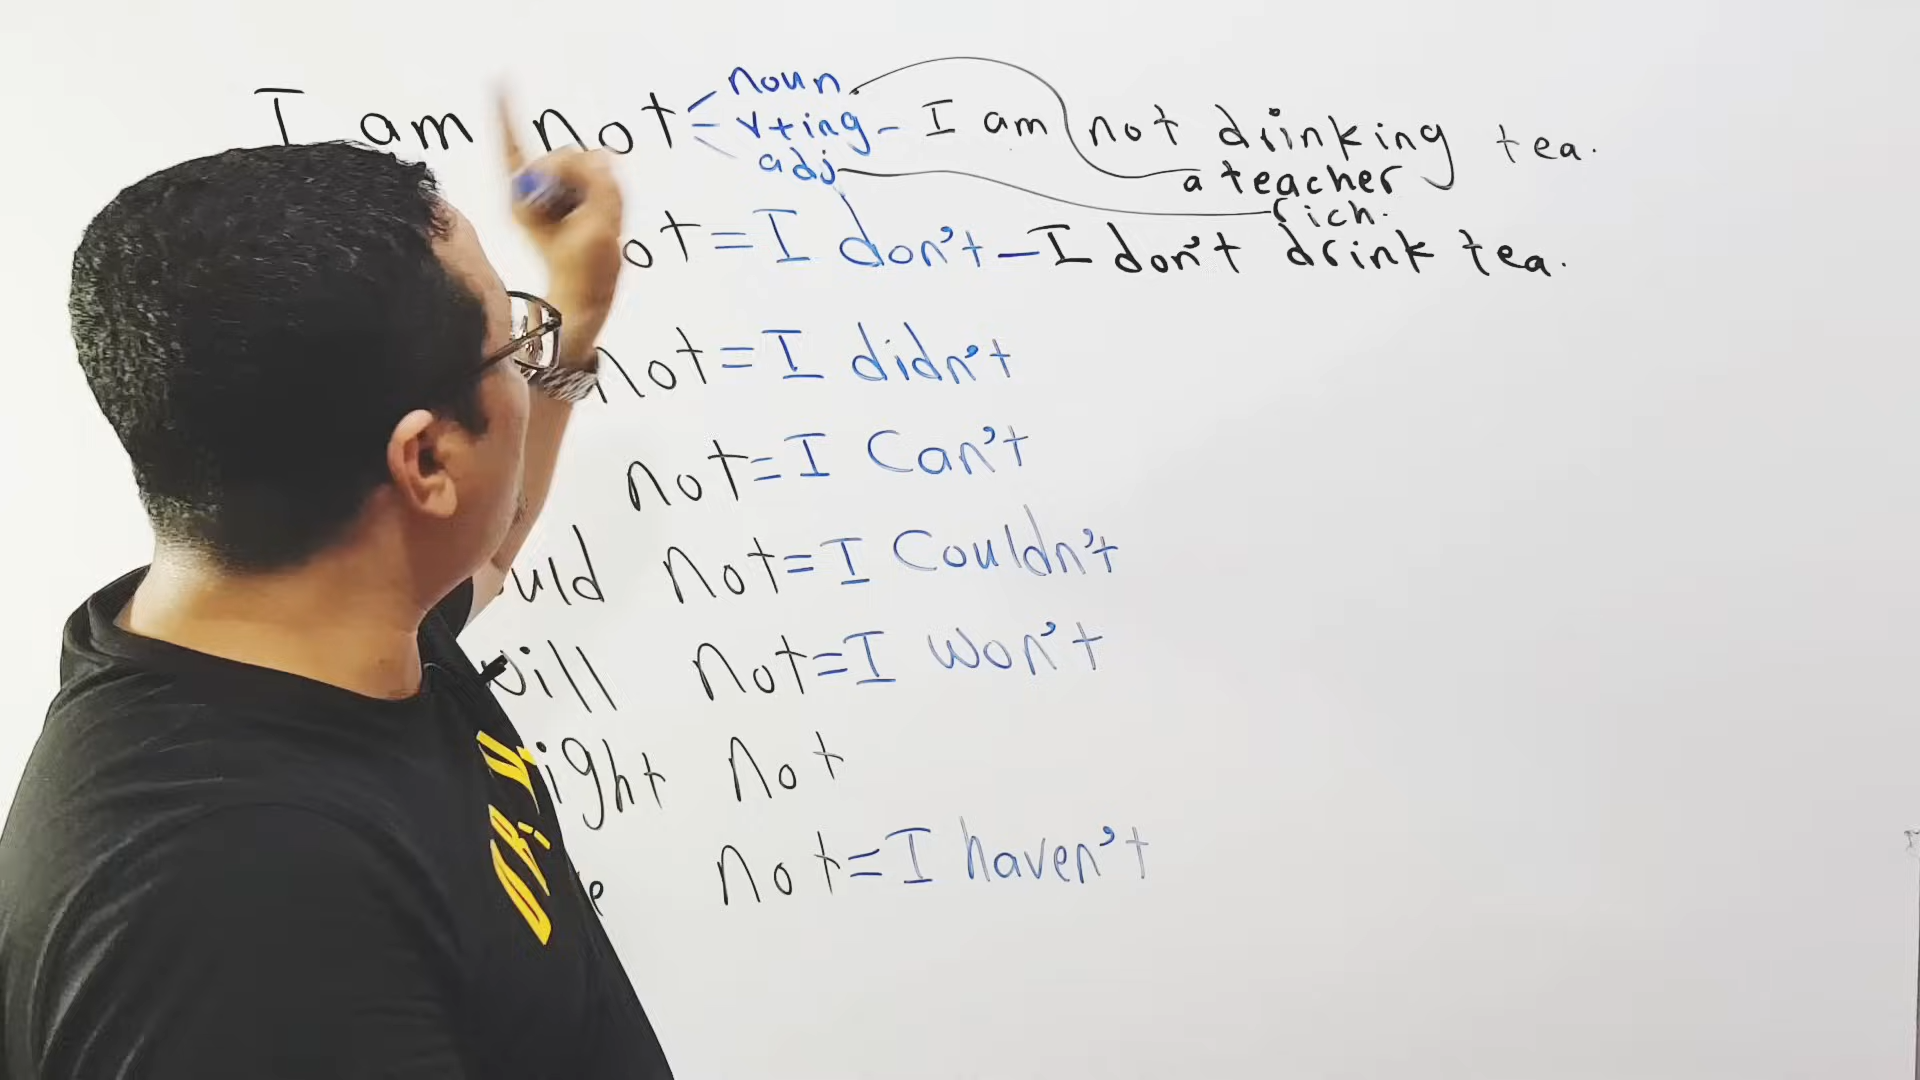 I am not
noun
v+ing - I am not drinking tea.
adj
a teacher
rich.
ot = I don't - I don't drink tea.
not = I didn't
not = I Can't
uld not = I Couldn't
will not = I won't
ight not
e not = I haven't